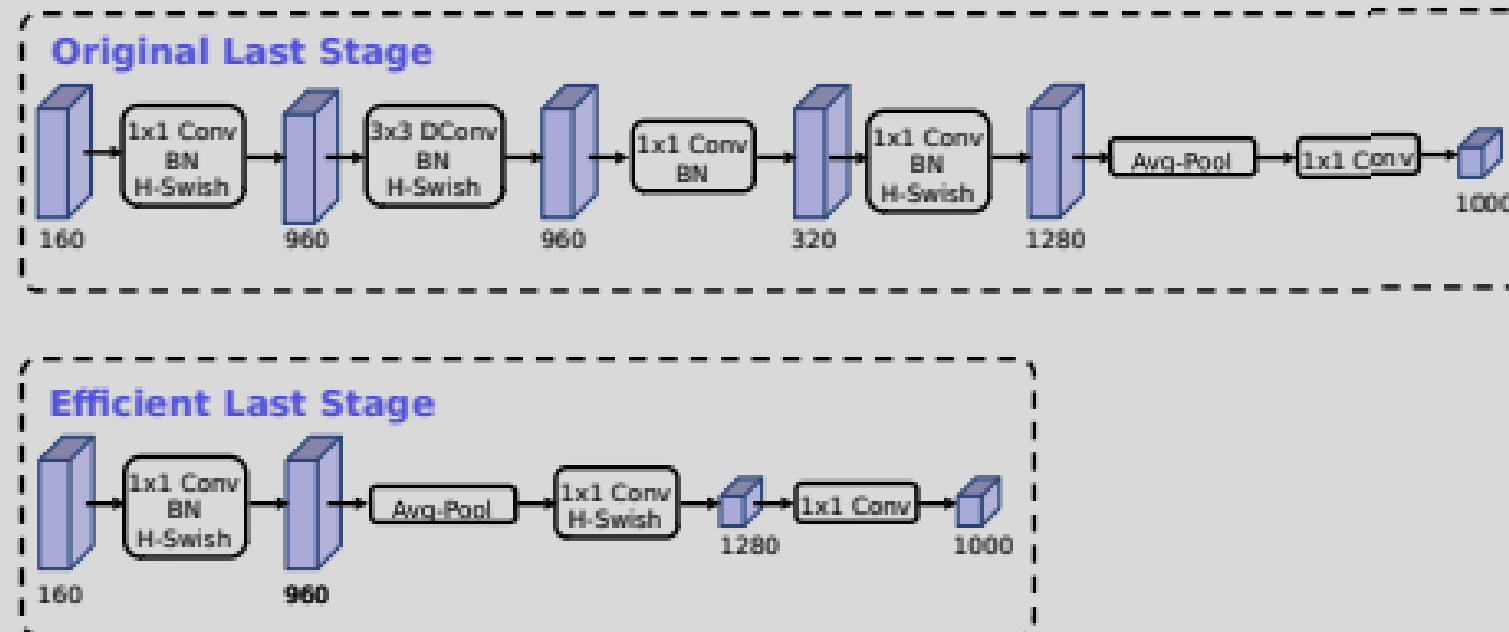 Original Last Stage
1x1 Conv
BN
H-Swish
3x3 DConv
BN
H-Swish
1x1 Conv
BN
1x1 Conv
BN
H-Swish
Avg-Pool
1x1 Conv
160
960
960
320
1280
1000
Efficient Last Stage
1x1 Conv
BN
H-Swish
Avg-Pool
1x1 Conv
H-Swish
1x1 Conv
160
960
1280
1000